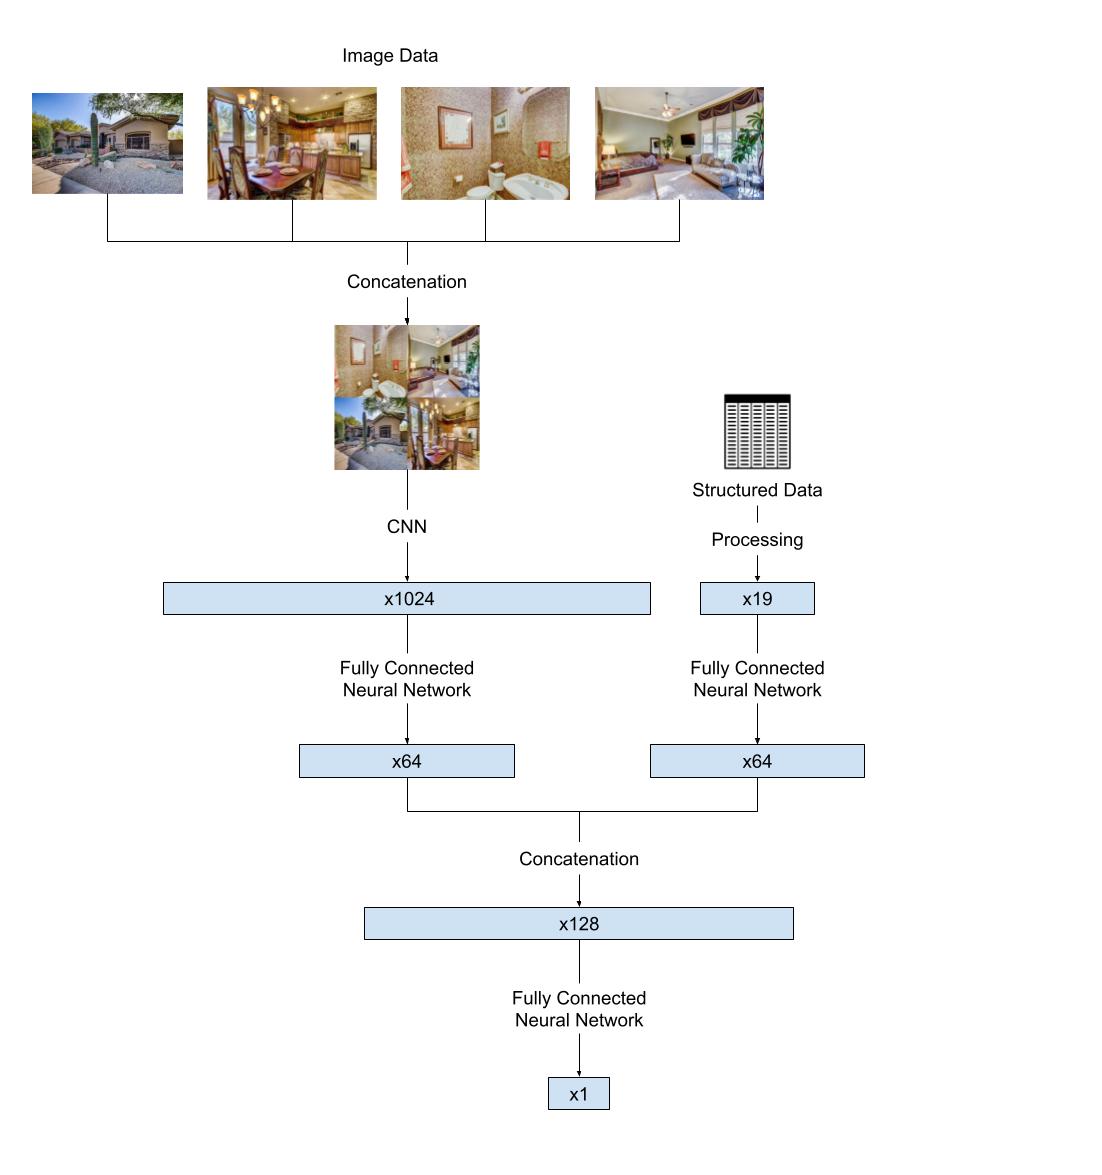 Image Data
Concatenation
CNN
x1024
Fully Connected
Neural Network
x64
Structured Data
Processing
x19
Fully Connected
Neural Network
x64
Concatenation
x128
Fully Connected
Neural Network
x1